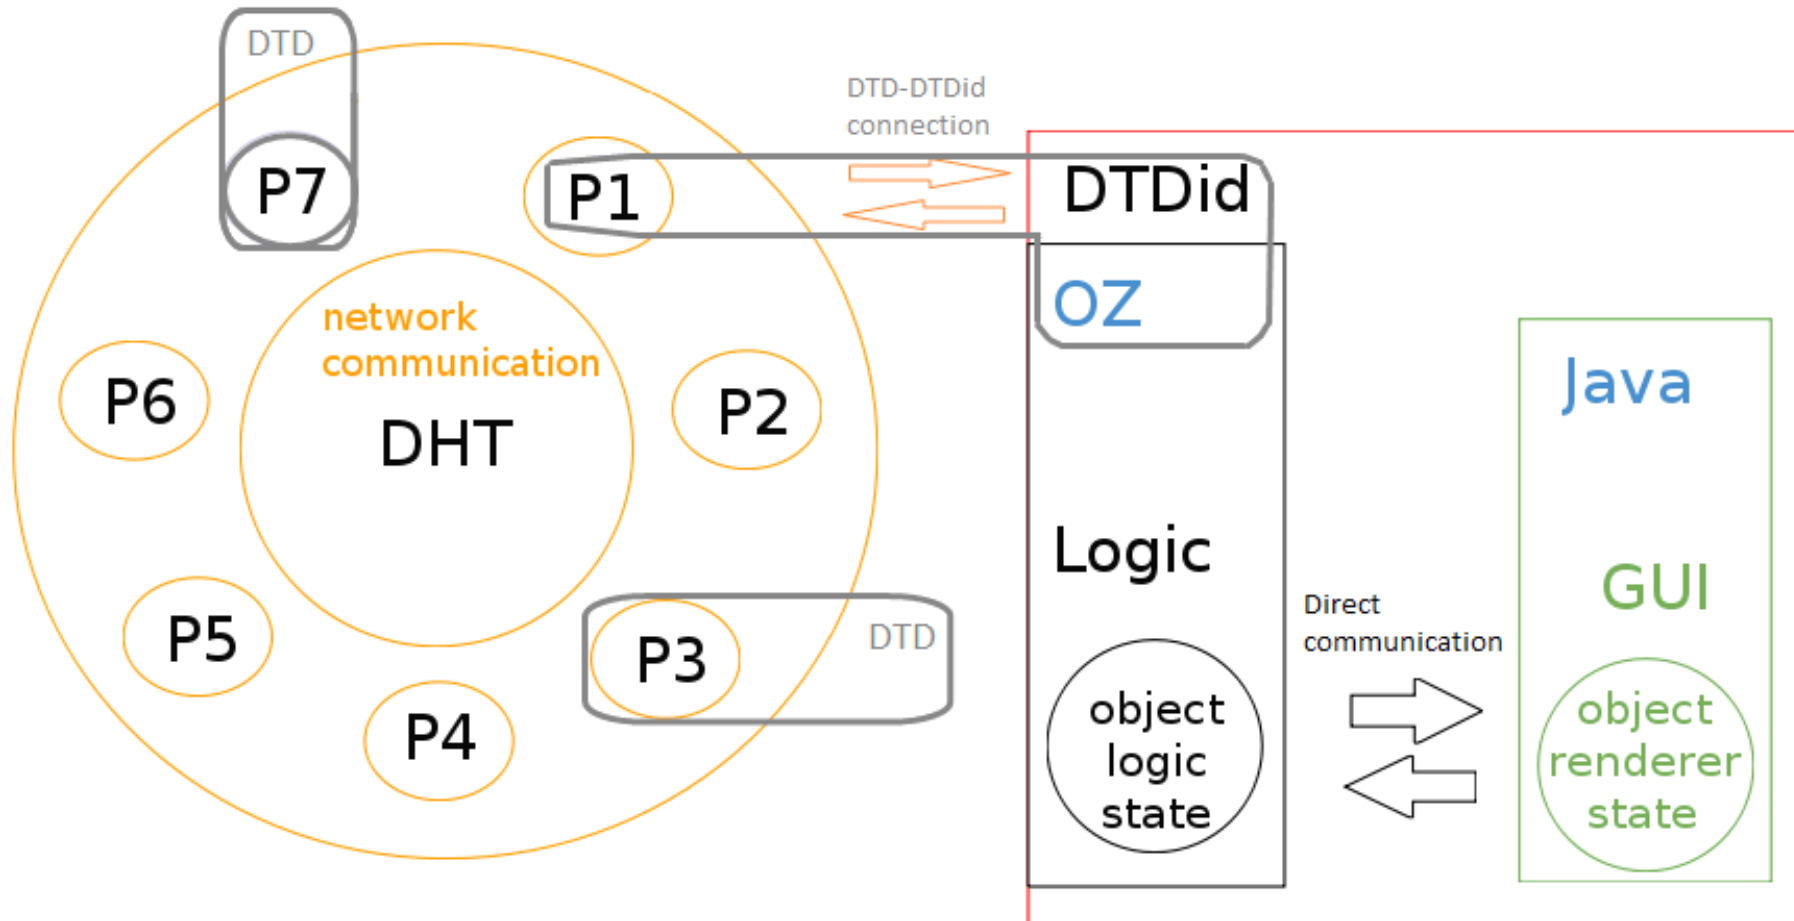 DTD
DTD-DTDid
connection
P7
P1
DTDid
network
communication
OZ
P6
DHT
P2
Java
Logic
GUI
P5
P3
DTD
Direct
communication
P4
object
logic
state
object
renderer
state